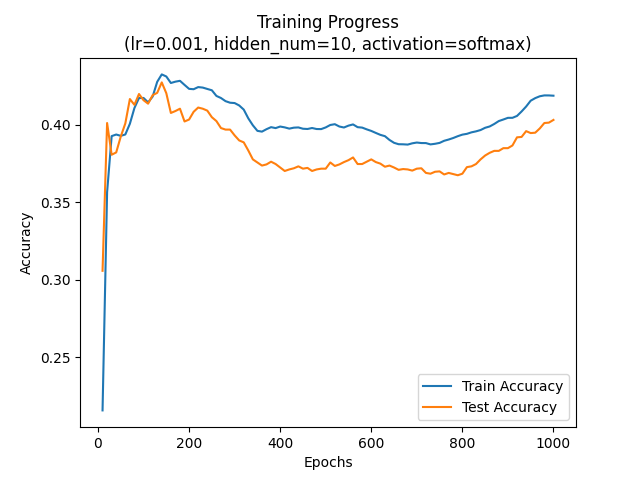 Training Progress
(lr=0.001, hidden_num=10, activation=softmax)
Accuracy
0.40
0.35
0.30
0.25
Train Accuracy
Test Accuracy
0
200
400
600
800
1000
Epochs